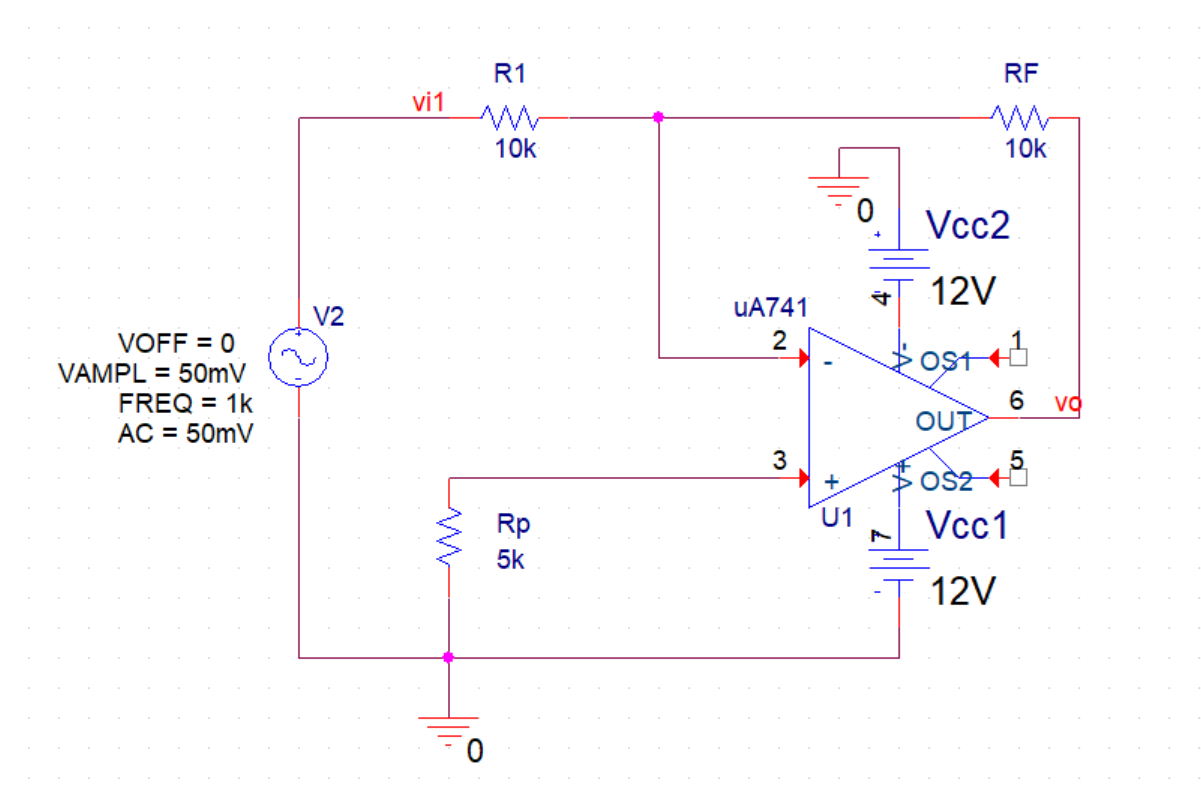 R1
RF
vi1
10k
10k
0
Vcc2
+
-
4
12V
uA741
V2
VOFF = 0
VAMPL = 50mV
FREQ = 1k
AC = 50mV
+
-
2
-
V-
OS1
1
OUT
6
vo
3
+
V+
OS2
5
U1
Rp
5k
7
Vcc1
-
12V
0